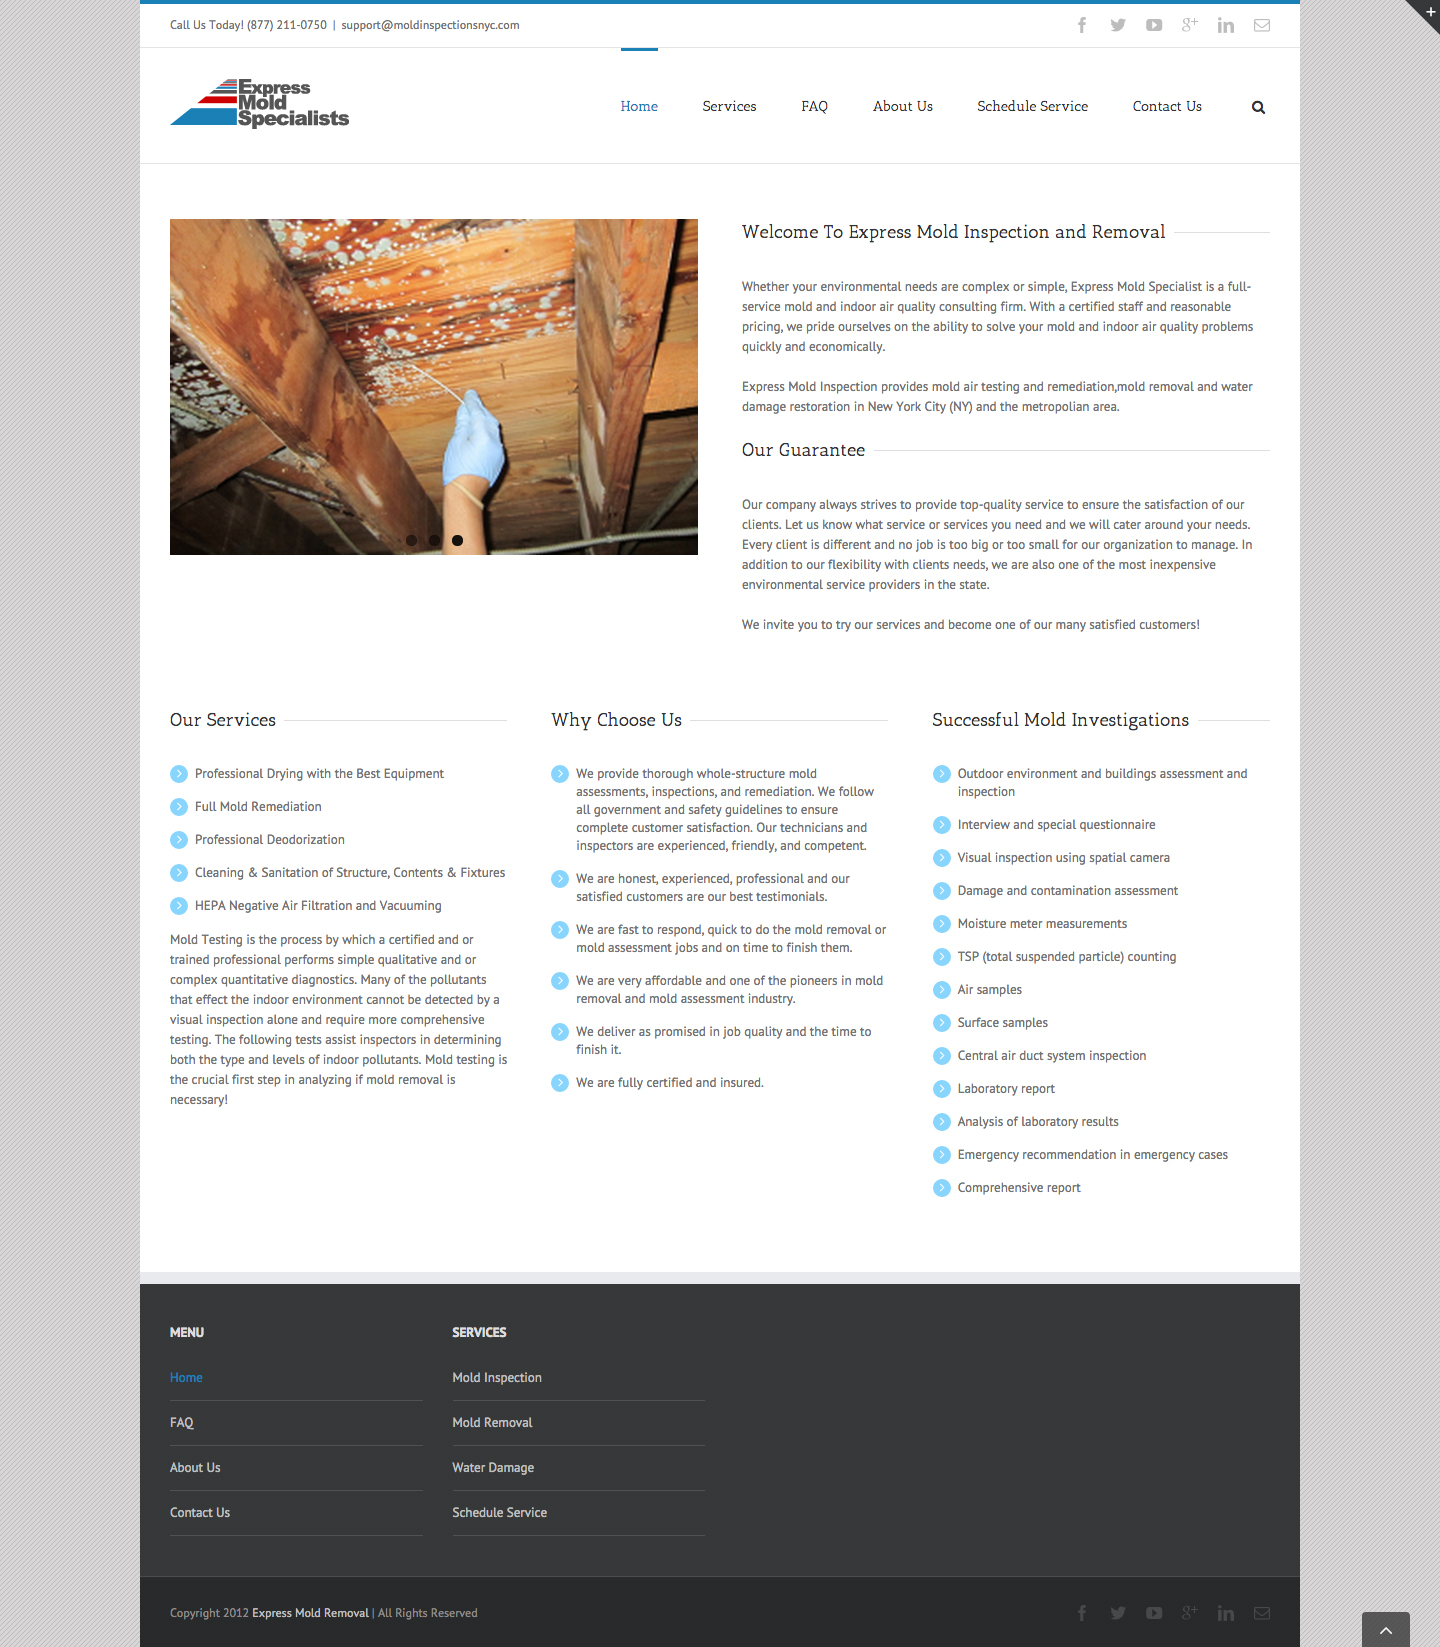 Call Us Today! (877) 211-0750 | support@moldinspectionsnyc.com
Express
Mold
Specialists
Home Services FAQ About Us Schedule Service Contact Us
Welcome To Express Mold Inspection and Removal
Whether your environmental needs are complex or simple, Express Mold Specialist is a full-
service mold and indoor air quality consulting firm. With a certified staff and reasonable
pricing, we pride ourselves on the ability to solve your mold and indoor air quality problems
quickly and economically.
Express Mold Inspection provides mold air testing and remediation,mold removal and water
damage restoration in New York City (NY) and the metropolian area.
Our Guarantee
Our company always strives to provide top-quality service to ensure the satisfaction of our
clients. Let us know what service or services you need and we will cater around your needs.
Every client is different and no job is too big or too small for our organization to manage. In
addition to our flexibility with clients needs, we are also one of the most inexpensive
environmental service providers in the state.
We invite you to try our services and become one of our many satisfied customers!
Our Services
Professional Drying with the Best Equipment
Full Mold Remediation
Professional Deodorization
Cleaning & Sanitation of Structure, Contents & Fixtures
HEPA Negative Air Filtration and Vacuuming
Mold Testing is the process by which a certified and or
trained professional performs simple qualitative and or
complex quantitative diagnostics. Many of the pollutants
that effect the indoor environment cannot be detected by a
visual inspection alone and require more comprehensive
testing. The following tests assist inspectors in determining
both the type and levels of indoor pollutants. Mold testing is
the crucial first step in analyzing if mold removal is
necessary!
Why Choose Us
We provide thorough whole-structure mold
assessments, inspections, and remediation. We follow
all government and safety guidelines to ensure
complete customer satisfaction. Our technicians and
inspectors are experienced, friendly, and competent.
We are honest, experienced, professional and our
satisfied customers are our best testimonials.
We are fast to respond, quick to do the mold removal or
mold assessment jobs and on time to finish them.
We are very affordable and one of the pioneers in mold
removal and mold assessment industry.
We deliver as promised in job quality and the time to
finish it.
We are fully certified and insured.
Successful Mold Investigations
Outdoor environment and buildings assessment and
inspection
Interview and special questionnaire
Visual inspection using spatial camera
Damage and contamination assessment
Moisture meter measurements
TSP (total suspended particle) counting
Air samples
Surface samples
Central air duct system inspection
Laboratory report
Analysis of laboratory results
Emergency recommendation in emergency cases
Comprehensive report
MENU
Home
FAQ
About Us
Contact Us
SERVICES
Mold Inspection
Mold Removal
Water Damage
Schedule Service
Copyright 2012 Express Mold Removal | All Rights Reserved